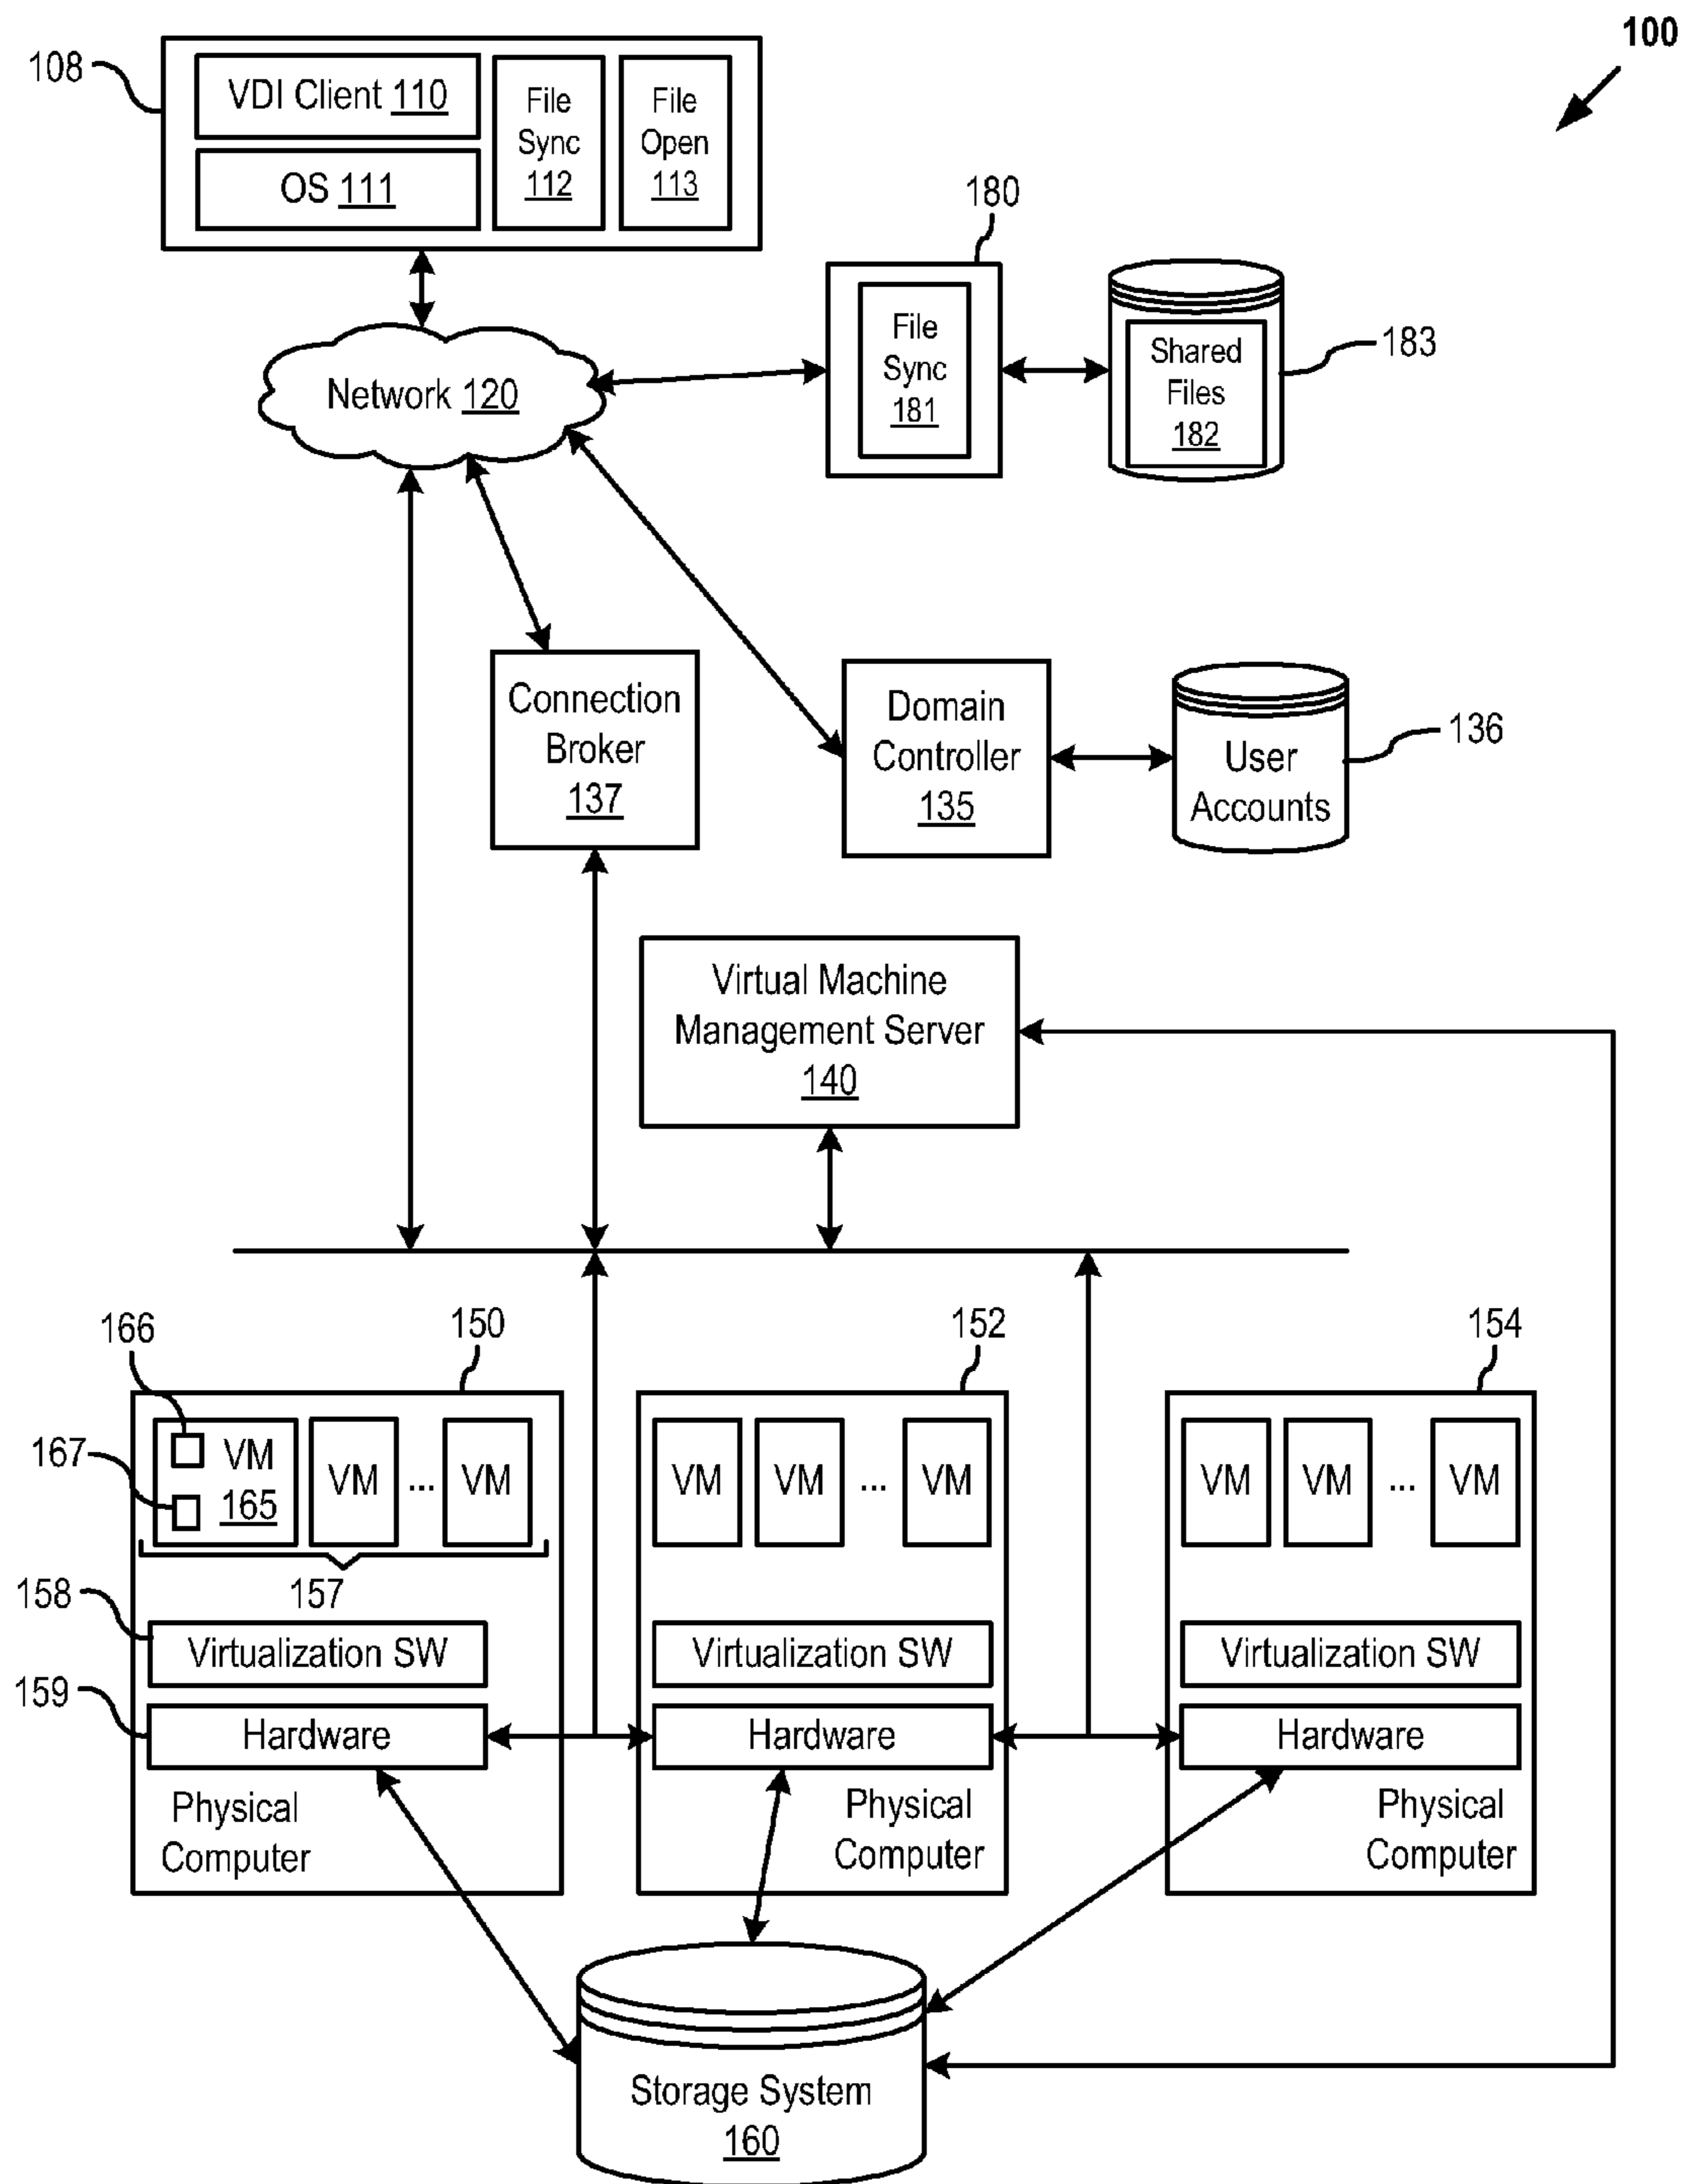 100
108
VDI Client 110
OS 111
File
Sync
112
File
Open
113
180
File
Sync
181
Shared
Files
182
183
Network 120
Connection
Broker
137
Domain
Controller
135
User
Accounts
136
Virtual Machine
Management Server
140
166
150
152
154
167
VM
165
VM
...
VM
VM
VM
...
VM
VM
VM
...
VM
157
158
Virtualization SW
Virtualization SW
Virtualization SW
159
Hardware
Hardware
Hardware
Physical
Computer
Physical
Computer
Physical
Computer
Storage System
160